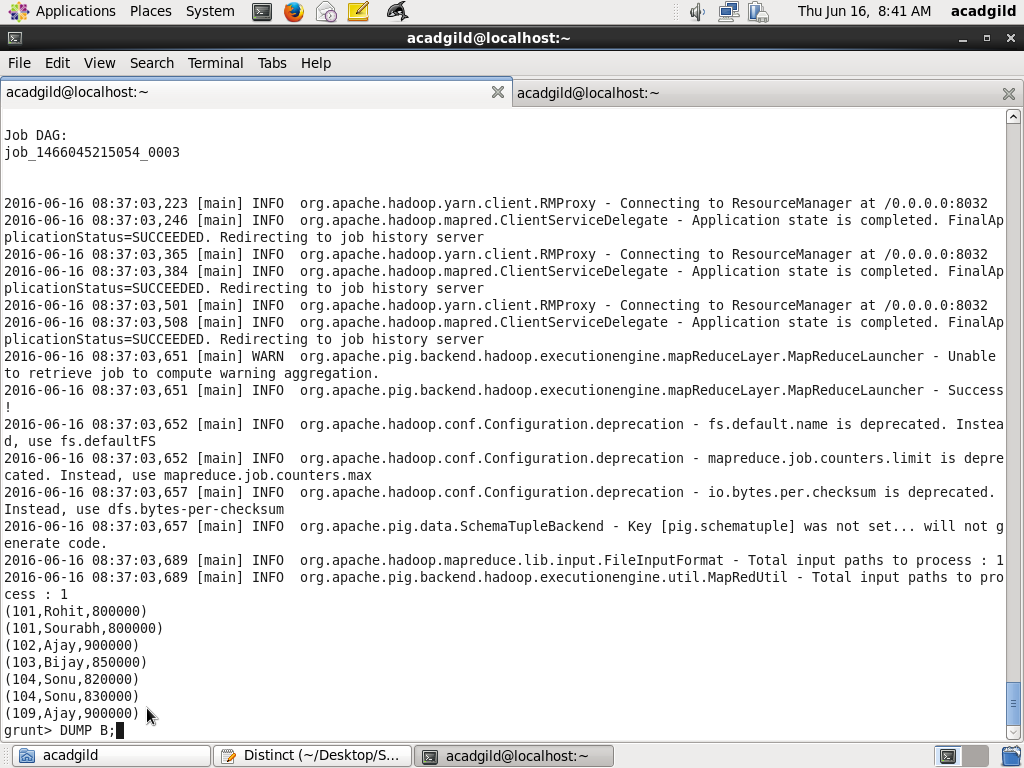 Applications Places System Thu Jun 16, 8:41 AM acadgild
acadgild@localhost:~
File Edit View Search Terminal Tabs Help
acadgild@localhost:~ acadgild@localhost:~
Job DAG:
job_1466045215054_0003
2016-06-16 08:37:03,223 [main] INFO  org.apache.hadoop.yarn.client.RMProxy - Connecting to ResourceManager at /0.0.0.0:8032
2016-06-16 08:37:03,246 [main] INFO  org.apache.hadoop.mapred.ClientServiceDelegate - Application state is completed. FinalAp
plicationStatus=SUCCEEDED. Redirecting to job history server
2016-06-16 08:37:03,365 [main] INFO  org.apache.hadoop.yarn.client.RMProxy - Connecting to ResourceManager at /0.0.0.0:8032
2016-06-16 08:37:03,384 [main] INFO  org.apache.hadoop.mapred.ClientServiceDelegate - Application state is completed. FinalAp
plicationStatus=SUCCEEDED. Redirecting to job history server
2016-06-16 08:37:03,501 [main] INFO  org.apache.hadoop.yarn.client.RMProxy - Connecting to ResourceManager at /0.0.0.0:8032
2016-06-16 08:37:03,508 [main] INFO  org.apache.hadoop.mapred.ClientServiceDelegate - Application state is completed. FinalAp
plicationStatus=SUCCEEDED. Redirecting to job history server
2016-06-16 08:37:03,651 [main] WARN  org.apache.pig.backend.hadoop.executionengine.mapReduceLayer.MapReduceLauncher - Unable
to retrieve job to compute warning aggregation.
2016-06-16 08:37:03,651 [main] INFO  org.apache.pig.backend.hadoop.executionengine.mapReduceLayer.MapReduceLauncher - Success
!
2016-06-16 08:37:03,652 [main] INFO  org.apache.hadoop.conf.Configuration.deprecation - fs.default.name is deprecated. Instea
d, use fs.defaultFS
2016-06-16 08:37:03,652 [main] INFO  org.apache.hadoop.conf.Configuration.deprecation - mapreduce.job.counters.limit is depre
cated. Instead, use mapreduce.job.counters.max
2016-06-16 08:37:03,657 [main] INFO  org.apache.hadoop.conf.Configuration.deprecation - io.bytes.per.checksum is deprecated.
Instead, use dfs.bytes-per-checksum
2016-06-16 08:37:03,657 [main] INFO  org.apache.pig.data.SchemaTupleBackend - Key [pig.schematuple] was not set... will not g
enerate code.
2016-06-16 08:37:03,689 [main] INFO  org.apache.hadoop.mapreduce.lib.input.FileInputFormat - Total input paths to process : 1
2016-06-16 08:37:03,689 [main] INFO  org.apache.pig.backend.hadoop.executionengine.util.MapRedUtil - Total input paths to pro
cess : 1
(101,Rohit,800000)
(101,Sourabh,800000)
(102,Ajay,900000)
(103,Bijay,850000)
(104,Sonu,820000)
(104,Sonu,830000)
(109,Ajay,900000)
grunt> DUMP B;
acadgild Distinct (~/Desktop/S... acadgild@localhost:~